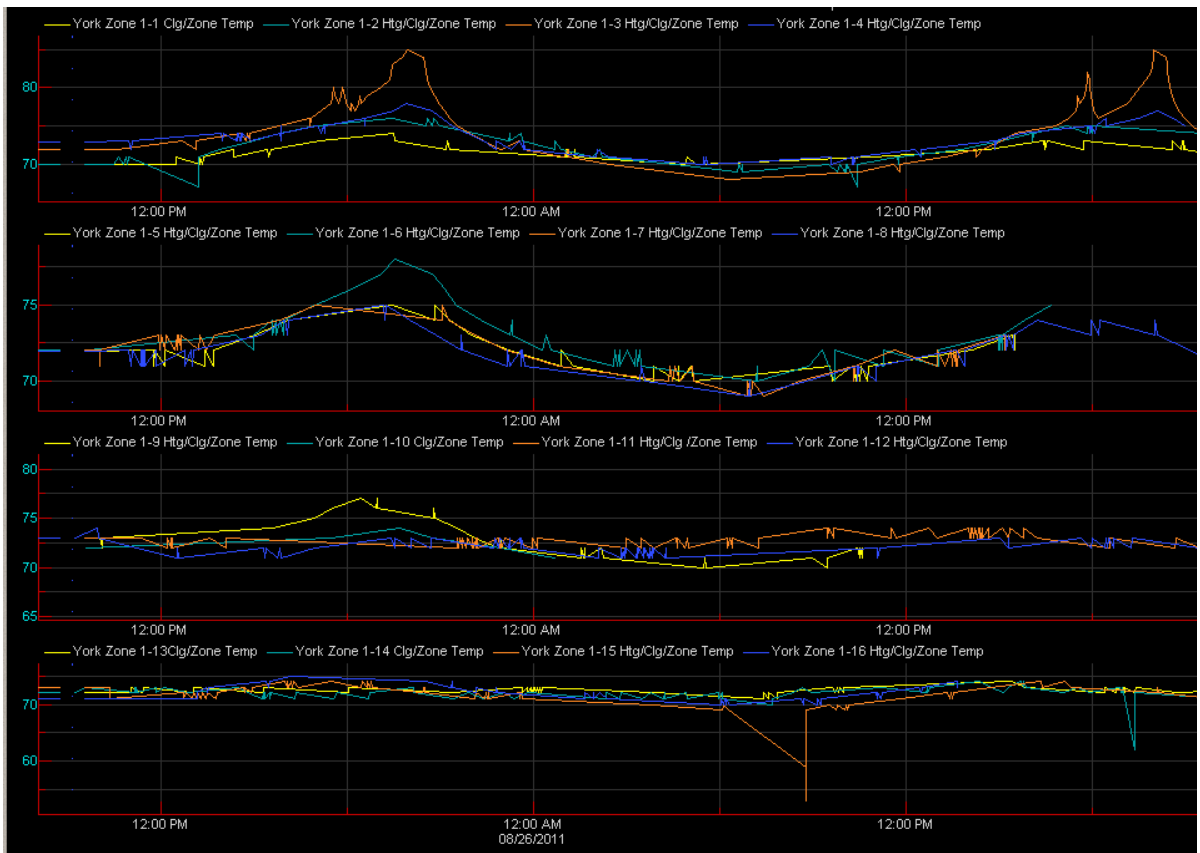 York Zone 1-1 Clg/Zone Temp York Zone 1-2 Htg/Clg/Zone Temp York Zone 1-3 Htg/Clg/Zone Temp York Zone 1-4 Htg/Clg/Zone Temp
80
70
12:00 PM 12:00 AM 12:00 PM
York Zone 1-5 Htg/Clg/Zone Temp York Zone 1-6 Htg/Clg/Zone Temp York Zone 1-7 Htg/Clg/Zone Temp York Zone 1-8 Htg/Clg/Zone Temp
75
70
12:00 PM 12:00 AM 12:00 PM
York Zone 1-9 Htg/Clg/Zone Temp York Zone 1-10 Clg/Zone Temp York Zone 1-11 Htg/Clg /Zone Temp York Zone 1-12 Htg/Clg/Zone Temp
80
75
70
65
12:00 PM 12:00 AM 12:00 PM
York Zone 1-13Clg/Zone Temp York Zone 1-14 Clg/Zone Temp York Zone 1-15 Htg/Clg/Zone Temp York Zone 1-16 Htg/Clg/Zone Temp
70
60
12:00 PM 12:00 AM 12:00 PM
08/26/2011